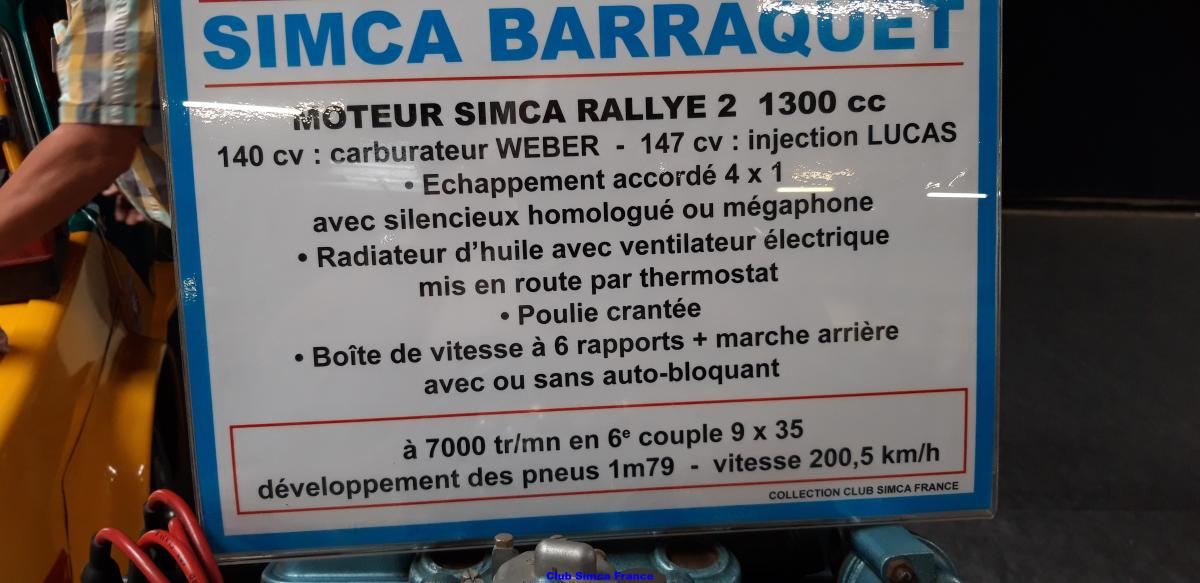 SIMCA BARRAQUET
MOTEUR SIMCA RALLYE 2 1300 cc
140 cv : carburateur WEBER - 147 cv : injection LUCAS
• Echappement accordé 4 x 1
avec silencieux homologué ou mégaphone
• Radiateur d'huile avec ventilateur électrique
mis en route par thermostat
• Poulie crantée
• Boîte de vitesse à 6 rapports + marche arrière
avec ou sans auto-bloquant
à 7000 tr/mn en 6e couple 9 x 35
développement des pneus 1m79 - vitesse 200,5 km/h
COLLECTION CLUB SIMCA FRANCE
Club Simca France